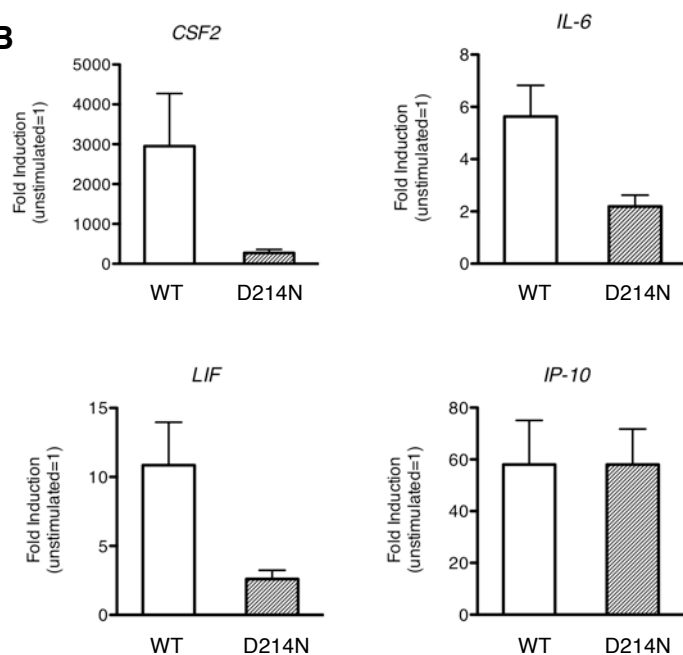 B
CSF2
Fold Induction
(unstimulated=1)
5000
4000
3000
2000
1000
0
WT D214N
IL-6
Fold Induction
(unstimulated=1)
8
6
4
2
0
WT D214N
LIF
Fold Induction
(unstimulated=1)
15
10
5
0
WT D214N
IP-10
Fold Induction
(unstimulated=1)
80
60
40
20
0
WT D214N